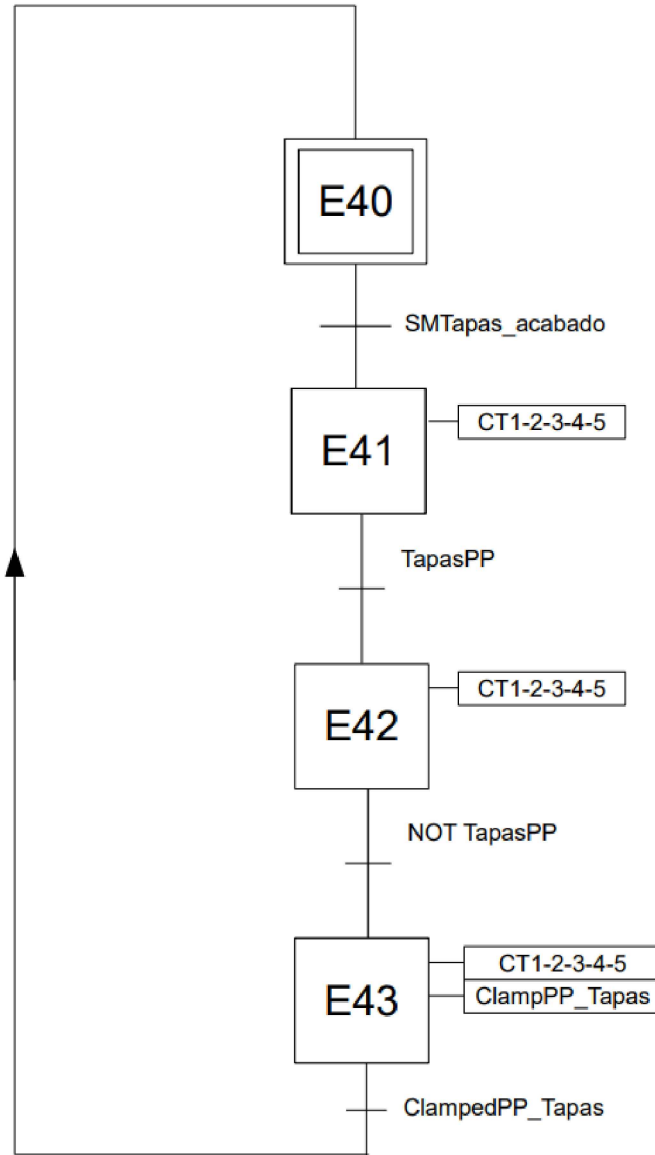 E40
SMTapas_acabado
E41
CT1-2-3-4-5
TapasPP
E42
CT1-2-3-4-5
NOT TapasPP
E43
CT1-2-3-4-5
ClampPP_Tapas
ClampedPP_Tapas